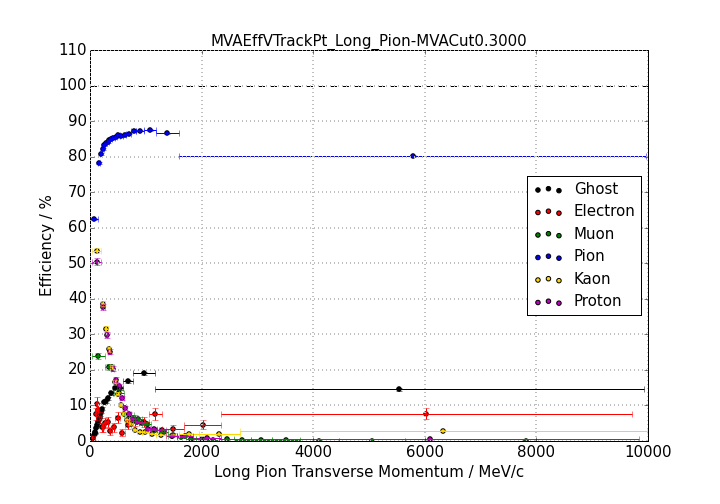 MVAEffVTrackPt_Long_Pion-MVACut0.3000
110
100
90
80
70
60
50
40
30
20
10
0
Efficiency / %
Ghost
Electron
Muon
Pion
Kaon
Proton
0 2000 4000 6000 8000 10000
Long Pion Transverse Momentum / MeV/c